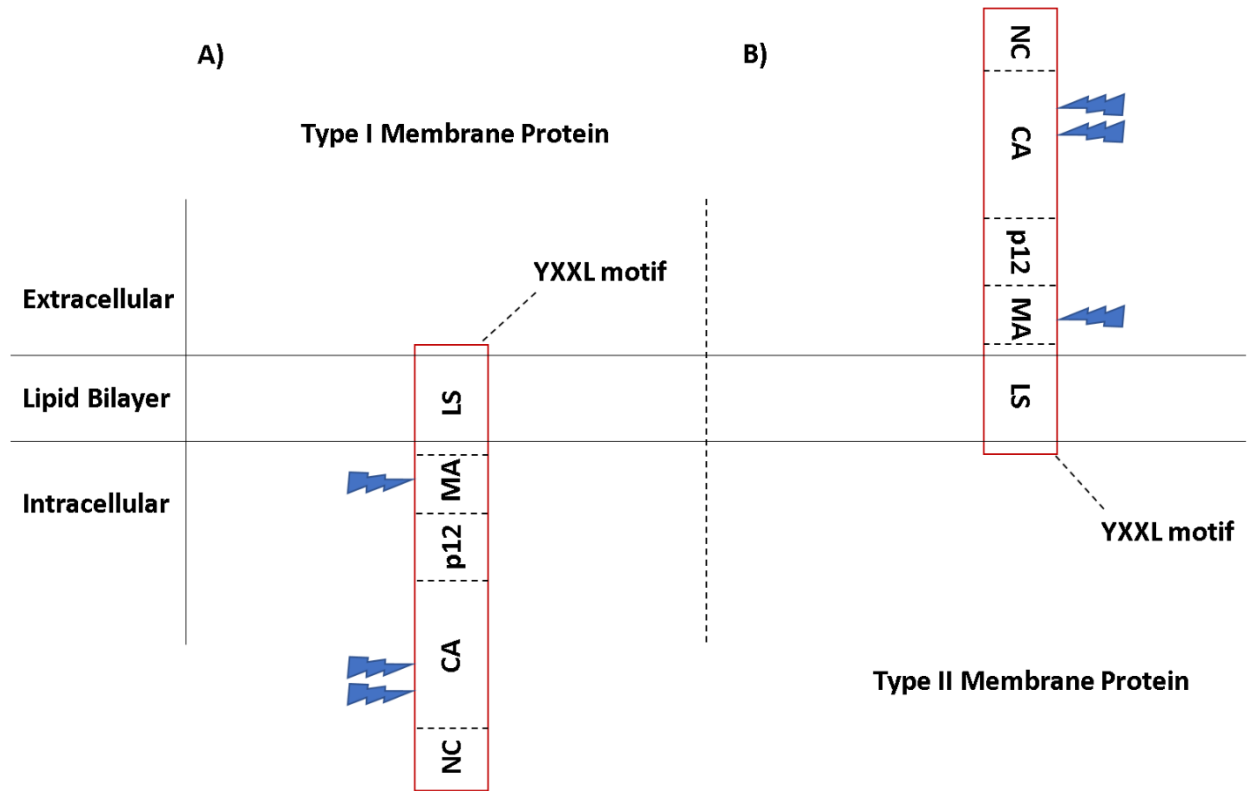 A)
B)
Type I Membrane Protein
NC
CA
p12
MA
LS
YXXL motif
Extracellular
Lipid Bilayer
Intracellular
LS
MA
p12
CA
NC
YXXL motif
Type II Membrane Protein